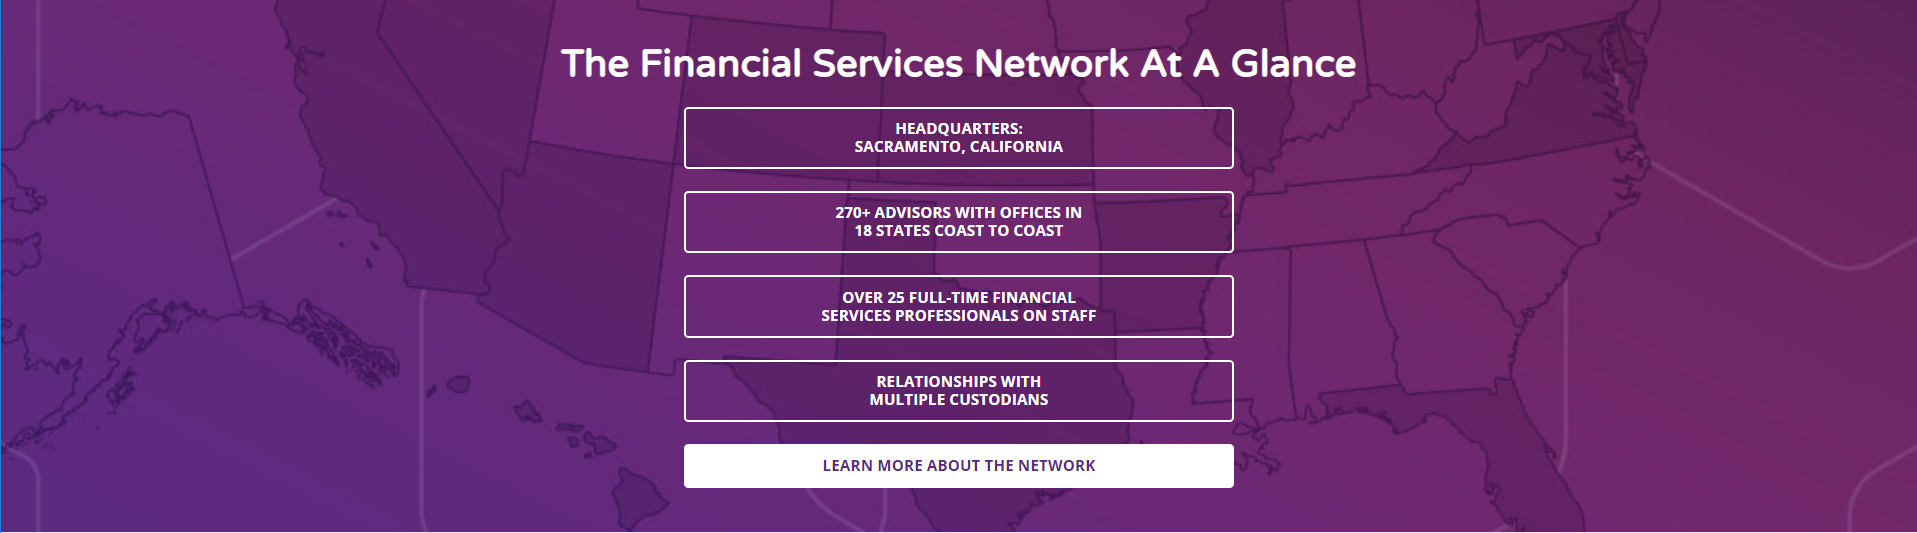 The Financial Services Network At A Glance
HEADQUARTERS:
SACRAMENTO, CALIFORNIA
270+ ADVISORS WITH OFFICES IN
18 STATES COAST TO COAST
OVER 25 FULL-TIME FINANCIAL
SERVICES PROFESSIONALS ON STAFF
RELATIONSHIPS WITH
MULTIPLE CUSTODIANS
LEARN MORE ABOUT THE NETWORK